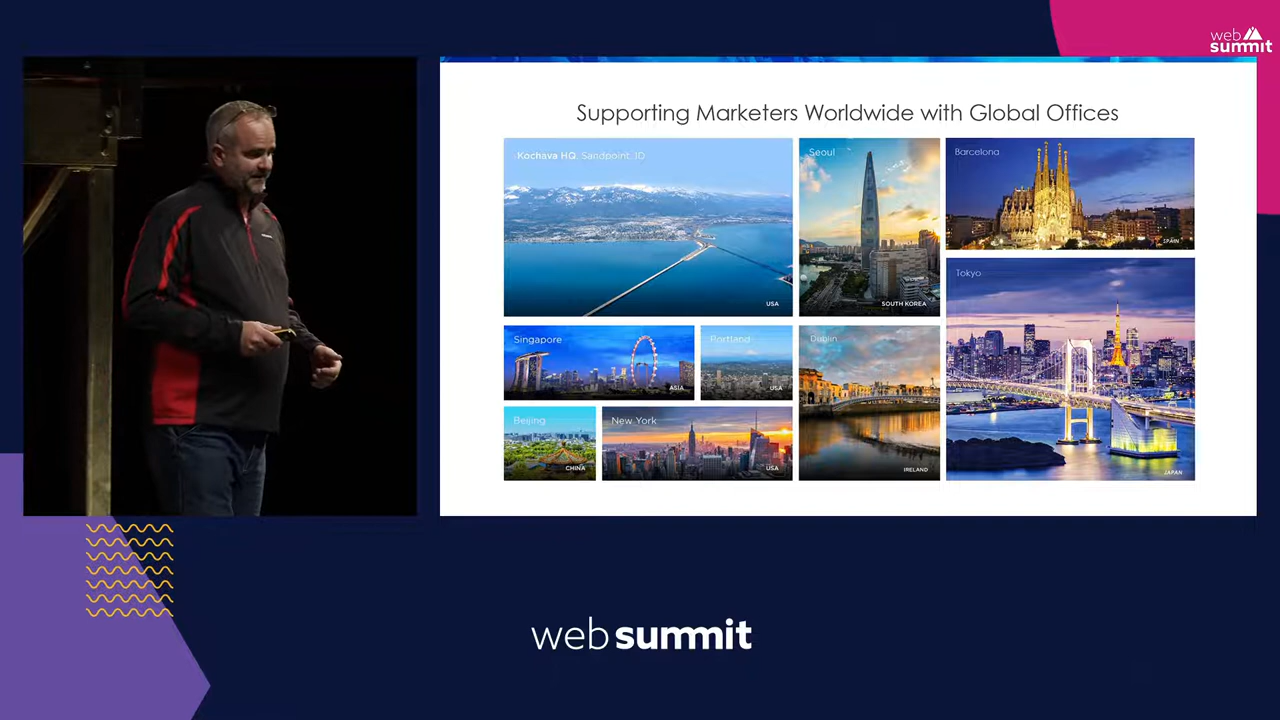 web
summit
Supporting Marketers Worldwide with Global Offices
Kochava HQ, Sandpoint, ID
USA
Seoul
SOUTH KOREA
Barcelona
SPAIN
Tokyo
JAPAN
Singapore
ASIA
Portland
USA
Dublin
IRELAND
Beijing
CHINA
New York
USA
web summit